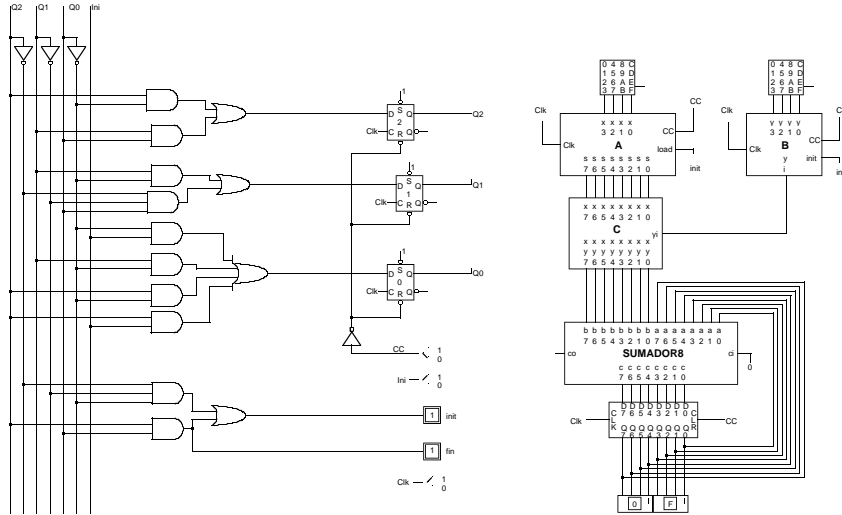 Q2 Q1 Q0 Ini
1
D S Q
2
Clk C R Q
Q2
1
D S Q
1
Clk C R Q
Q1
1
D S Q
0
Clk C R Q
Q0
CC 1
0
Ini 1
0
1 init
1 fin
Clk 1
0
0 4 8 C
1 5 9 D
2 6 A E
3 7 B F
Clk
CC
x x x x
3 2 1 0
CC
A
Clk
load
init
s s s s s s s s
7 6 5 4 3 2 1 0
0 4 8 C
1 5 9 D
2 6 A E
3 7 B F
Clk
C
y y y y
3 2 1 0
CC
B
Clk
init
in
y
i
x x x x x x x x
7 6 5 4 3 2 1 0
C
yi
x x x x x x x x
y y y y y y y y
7 6 5 4 3 2 1 0
b b b b b b b b a a a a a a a a
7 6 5 4 3 2 1 0 7 6 5 4 3 2 1 0
co SUMADOR8 ci
0
c c c c c c c c
7 6 5 4 3 2 1 0
D D D D D D D D
7 6 5 4 3 2 1 0
Clk CLK CLR CC
Q Q Q Q Q Q Q Q
7 6 5 4 3 2 1 0
0 F